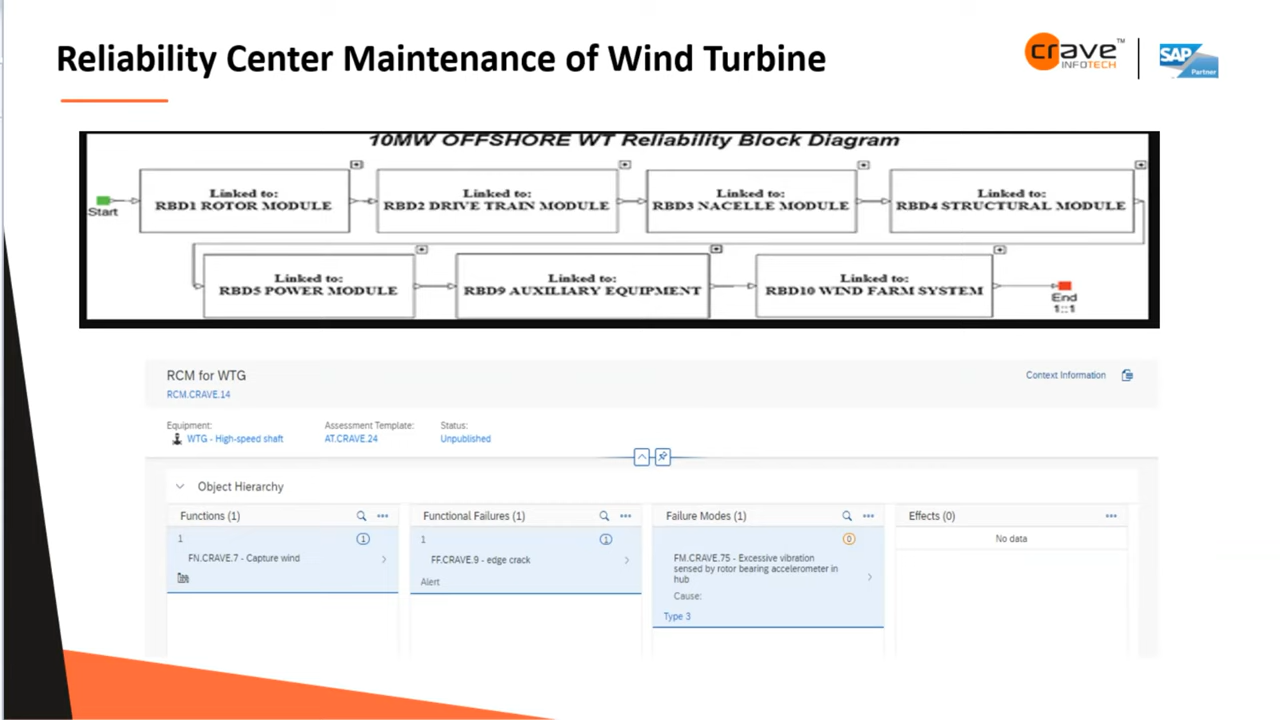 Reliability Center Maintenance of Wind Turbine
crave™
INFOTECH
SAP
Partner
10MW OFFSHORE WT Reliability Block Diagram
Start
Linked to:
RBD1 ROTOR MODULE
Linked to:
RBD2 DRIVE TRAIN MODULE
Linked to:
RBD3 NACELLE MODULE
Linked to:
RBD4 STRUCTURAL MODULE
Linked to:
RBD5 POWER MODULE
Linked to:
RBD9 AUXILIARY EQUIPMENT
Linked to:
RBD10 WIND FARM SYSTEM
End
1::1
RCM for WTG
RCM.CRAVE.14
Context Information
Equipment:
WTG - High-speed shaft
Assessment Template:
AT.CRAVE.24
Status:
Unpublished
Object Hierarchy
Functions (1)
1
1
FN.CRAVE.7 - Capture wind
Functional Failures (1)
1
1
FF.CRAVE.9 - edge crack
Alert
Failure Modes (1)
0
FM.CRAVE.75 - Excessive vibration
sensed by rotor bearing accelerometer in
hub
Cause:
Type 3
Effects (0)
No data